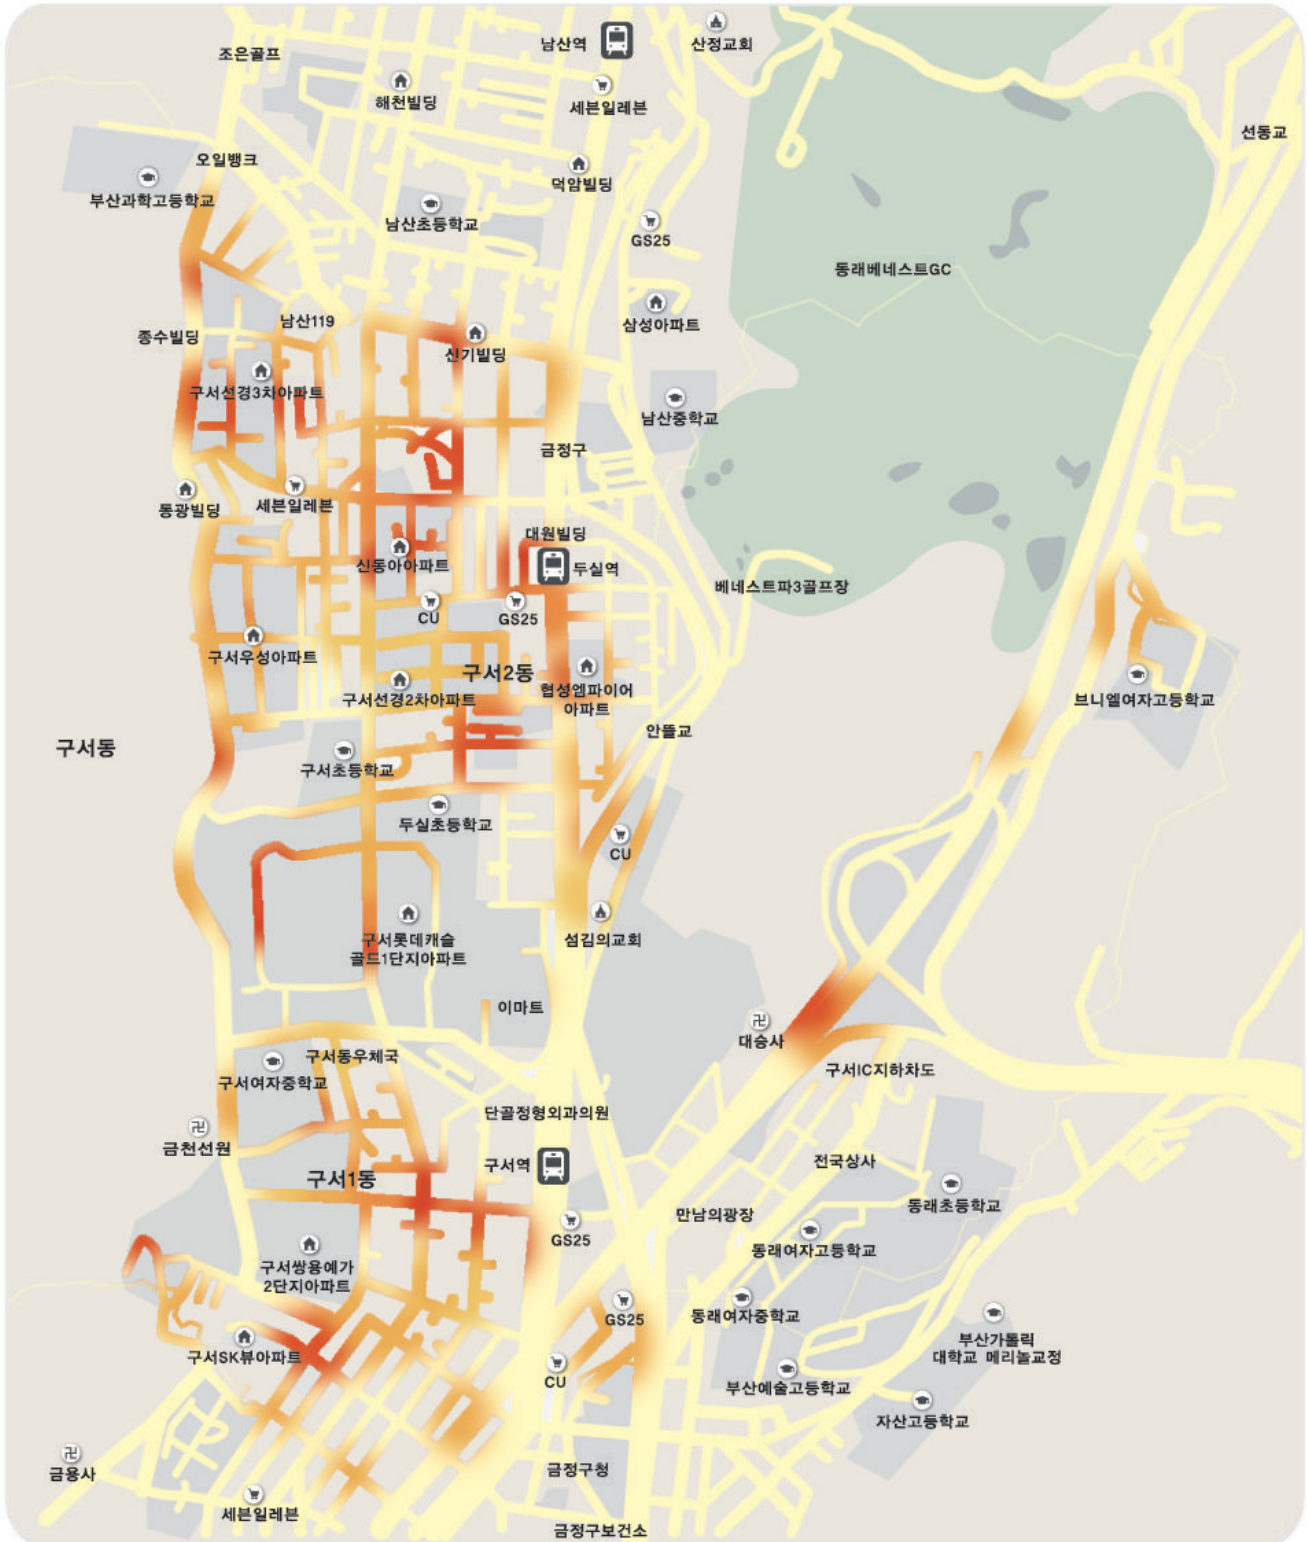 남산역
산정교회
조은골프
해천빌딩
세븐일레븐
선동교
오일뱅크
부산과학고등학교
덕암빌딩
남산초등학교
GS25
동래베네스트GC
남산119
삼성아파트
종수빌딩
신기빌딩
구서선경3차아파트
남산중학교
금정구
동광빌딩
세븐일레븐
대원빌딩
신동아아파트
두실역
베네스트파3골프장
CU
GS25
구서우성아파트
구서2동
구서선경2차아파트
협성엠파이어
아파트
브니엘여자고등학교
안뜰교
구서동
구서초등학교
두실초등학교
CU
구서롯데캐슬
골드1단지아파트
섬김의교회
이마트
대승사
구서동우체국
구서IC지하차도
구서여자중학교
단골정형외과의원
금천선원
구서역
전국상사
구서1동
동래초등학교
만남의광장
GS25
동래여자고등학교
구서쌍용예가
2단지아파트
GS25
동래여자중학교
구서SK뷰아파트
부산가톨릭
대학교 메리놀교정
CU
부산예술고등학교
자산고등학교
금용사
금정구청
세븐일레븐
금정구보건소